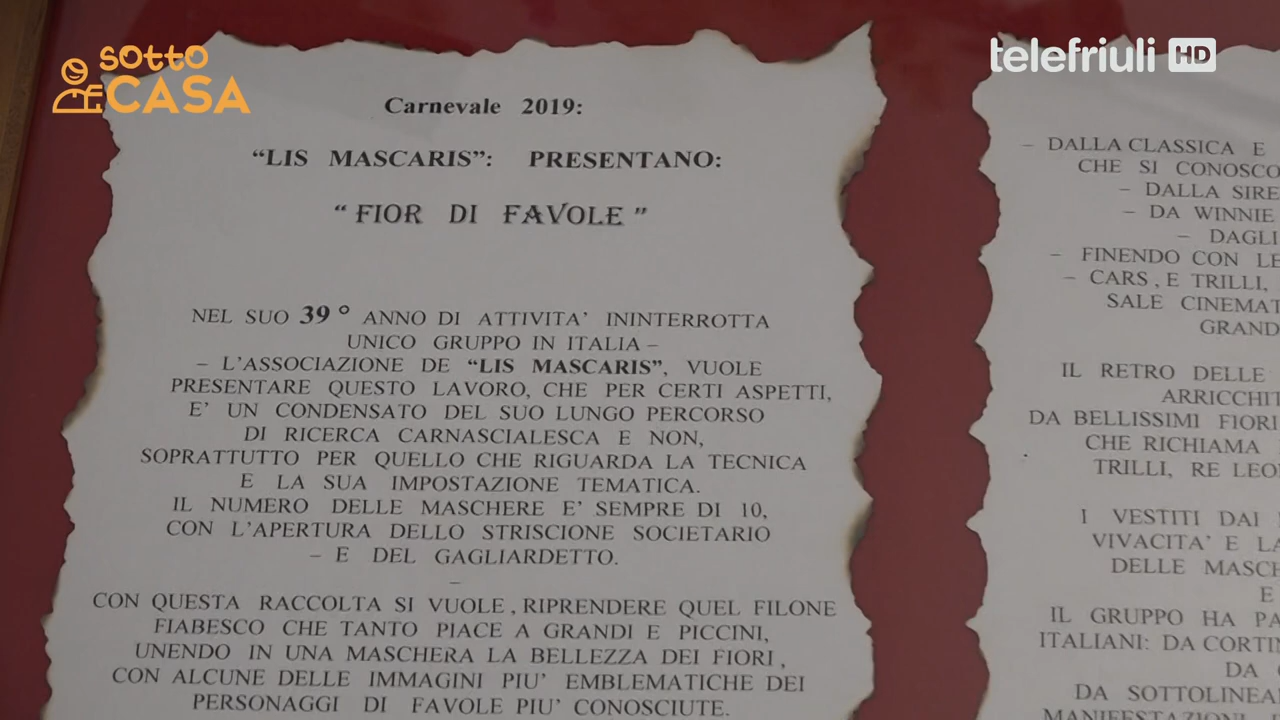 sotto
CASA
telefriuli HD
Carnevale 2019:
“LIS MASCARIS”: PRESENTANO:
“ FIOR DI FAVOLE ”
NEL SUO 39° ANNO DI ATTIVITA’ ININTERROTTA
UNICO GRUPPO IN ITALIA –
– L’ASSOCIAZIONE DE “LIS MASCARIS”, VUOLE
PRESENTARE QUESTO LAVORO, CHE PER CERTI ASPETTI,
E’ UN CONDENSATO DEL SUO LUNGO PERCORSO
DI RICERCA CARNASCIALESCA E NON,
SOPRATTUTTO PER QUELLO CHE RIGUARDA LA TECNICA
E LA SUA IMPOSTAZIONE TEMATICA.
IL NUMERO DELLE MASCHERE E’ SEMPRE DI 10,
CON L’APERTURA DELLO STRISCIONE SOCIETARIO
– E DEL GAGLIARDETTO.
–
CON QUESTA RACCOLTA SI VUOLE , RIPRENDERE QUEL FILONE
FIABESCO CHE TANTO PIACE A GRANDI E PICCINI,
UNENDO IN UNA MASCHERA LA BELLEZZA DEI FIORI ,
CON ALCUNE DELLE IMMAGINI PIU’ EMBLEMATICHE DEI
PERSONAGGI DI FAVOLE PIU’ CONOSCIUTE.
– DALLA CLASSICA E
CHE SI CONOSCO
– DALLA SIRE
– DA WINNIE
– DAGLI
– FINENDO CON LE
– CARS , E TRILLI,
SALE CINEMAT
GRAND
IL RETRO DELLE
ARRICCHIT
DA BELLISSIMI FIORI
CHE RICHIAMA
TRILLI, RE LEO
I VESTITI DAI
VIVACITA’ E LA
DELLE MASCH
E
IL GRUPPO HA PA
ITALIANI: DA CORTIN
DA
DA SOTTOLINEA
MANIFESTAZIONI